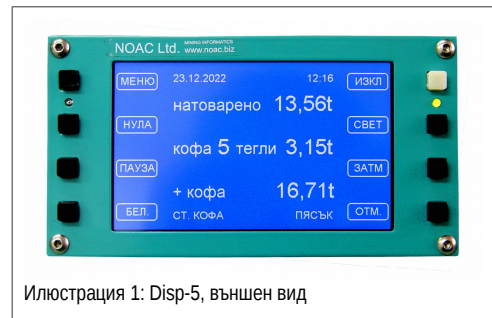 NOAC Ltd. MINING INFORMATICS www.noac.biz
МЕНЮ 23.12.2022 12:16 ИЗКЛ
натоварено 13,56t
НУЛА СВЕТ
кофа 5 тегли 3,15t
ПАУЗА ЗАТМ
+ кофа 16,71t
БЕЛ. СТ. КОФА ПЯСЪК ОТМ.
Илюстрация 1: Disp-5, външен вид